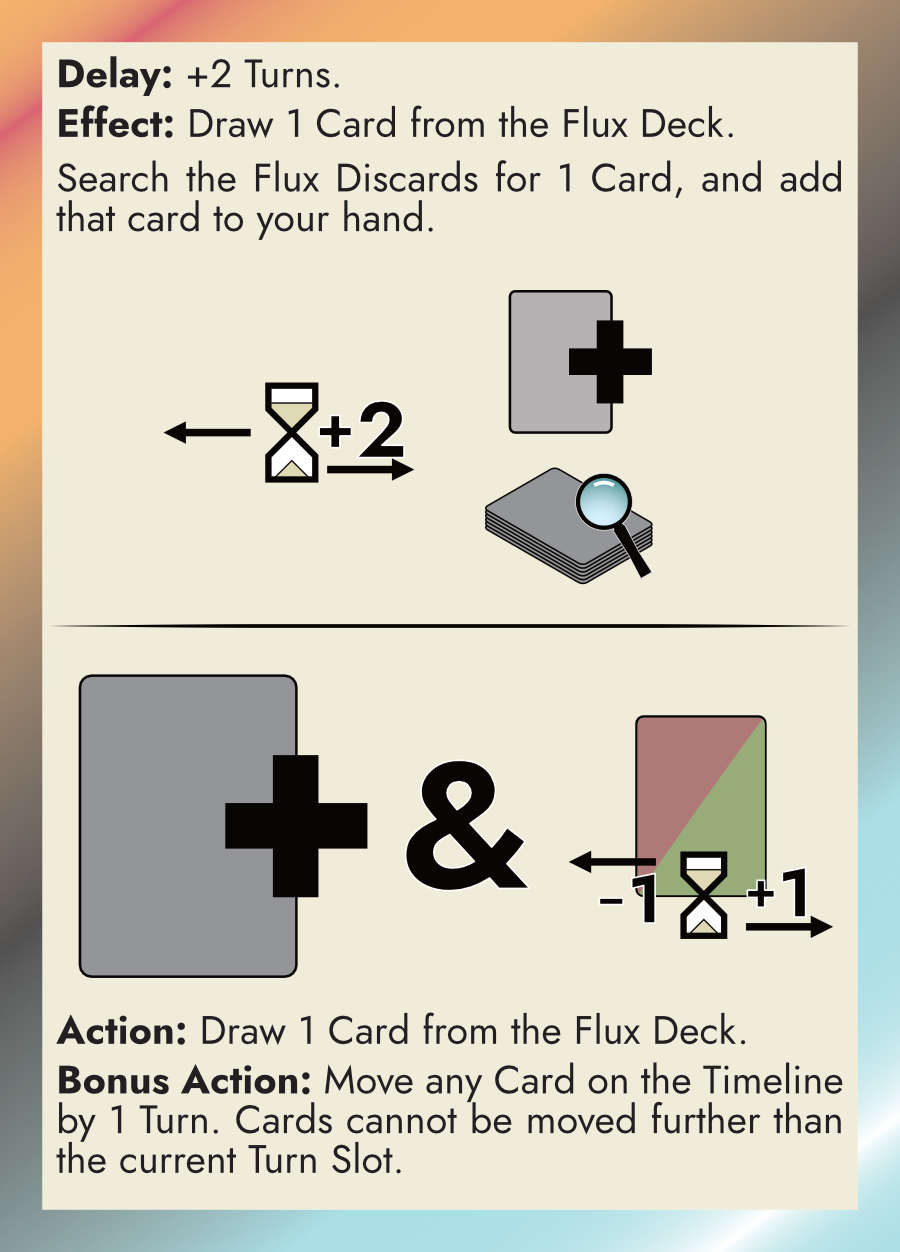 Delay: +2 Turns.
Effect: Draw 1 Card from the Flux Deck.
Search the Flux Discards for 1 Card, and add
that card to your hand.
+2
&
-1 +1
Action: Draw 1 Card from the Flux Deck.
Bonus Action: Move any Card on the Timeline
by 1 Turn. Cards cannot be moved further than
the current Turn Slot.